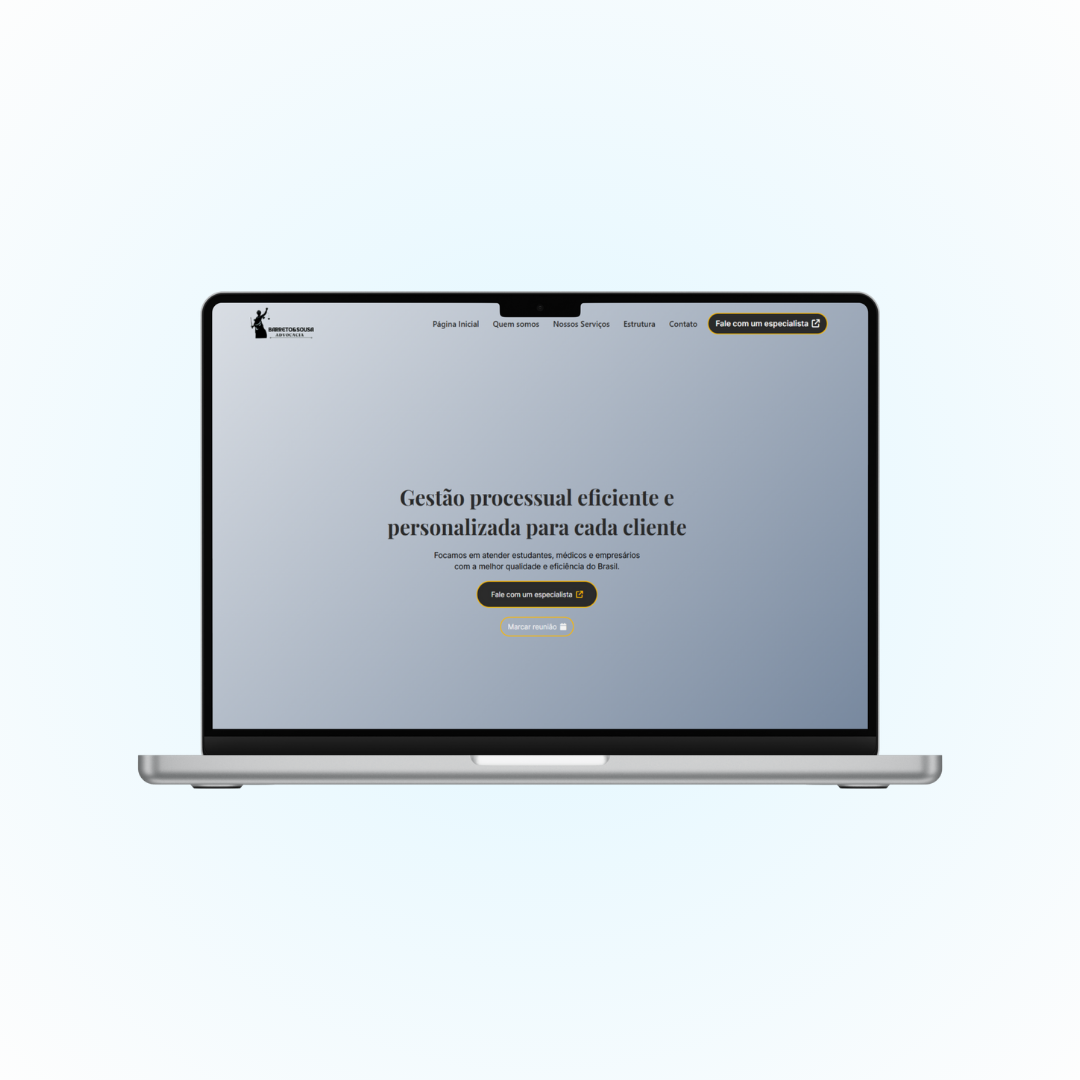 BARRETO&SOUSA
ADVOCACIA
Página Inicial Quem somos Nossos Serviços Estrutura Contato Fale com um especialista
Gestão processual eficiente e
personalizada para cada cliente
Focamos em atender estudantes, médicos e empresários
com a melhor qualidade e eficiência do Brasil.
Fale com um especialista
Marcar reunião